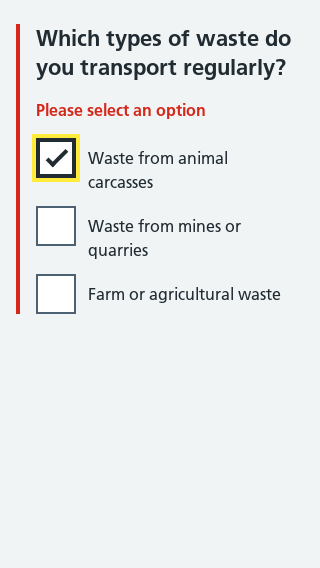 Which types of waste do
you transport regularly?
Please select an option
Waste from animal
carcasses
Waste from mines or
quarries
Farm or agricultural waste